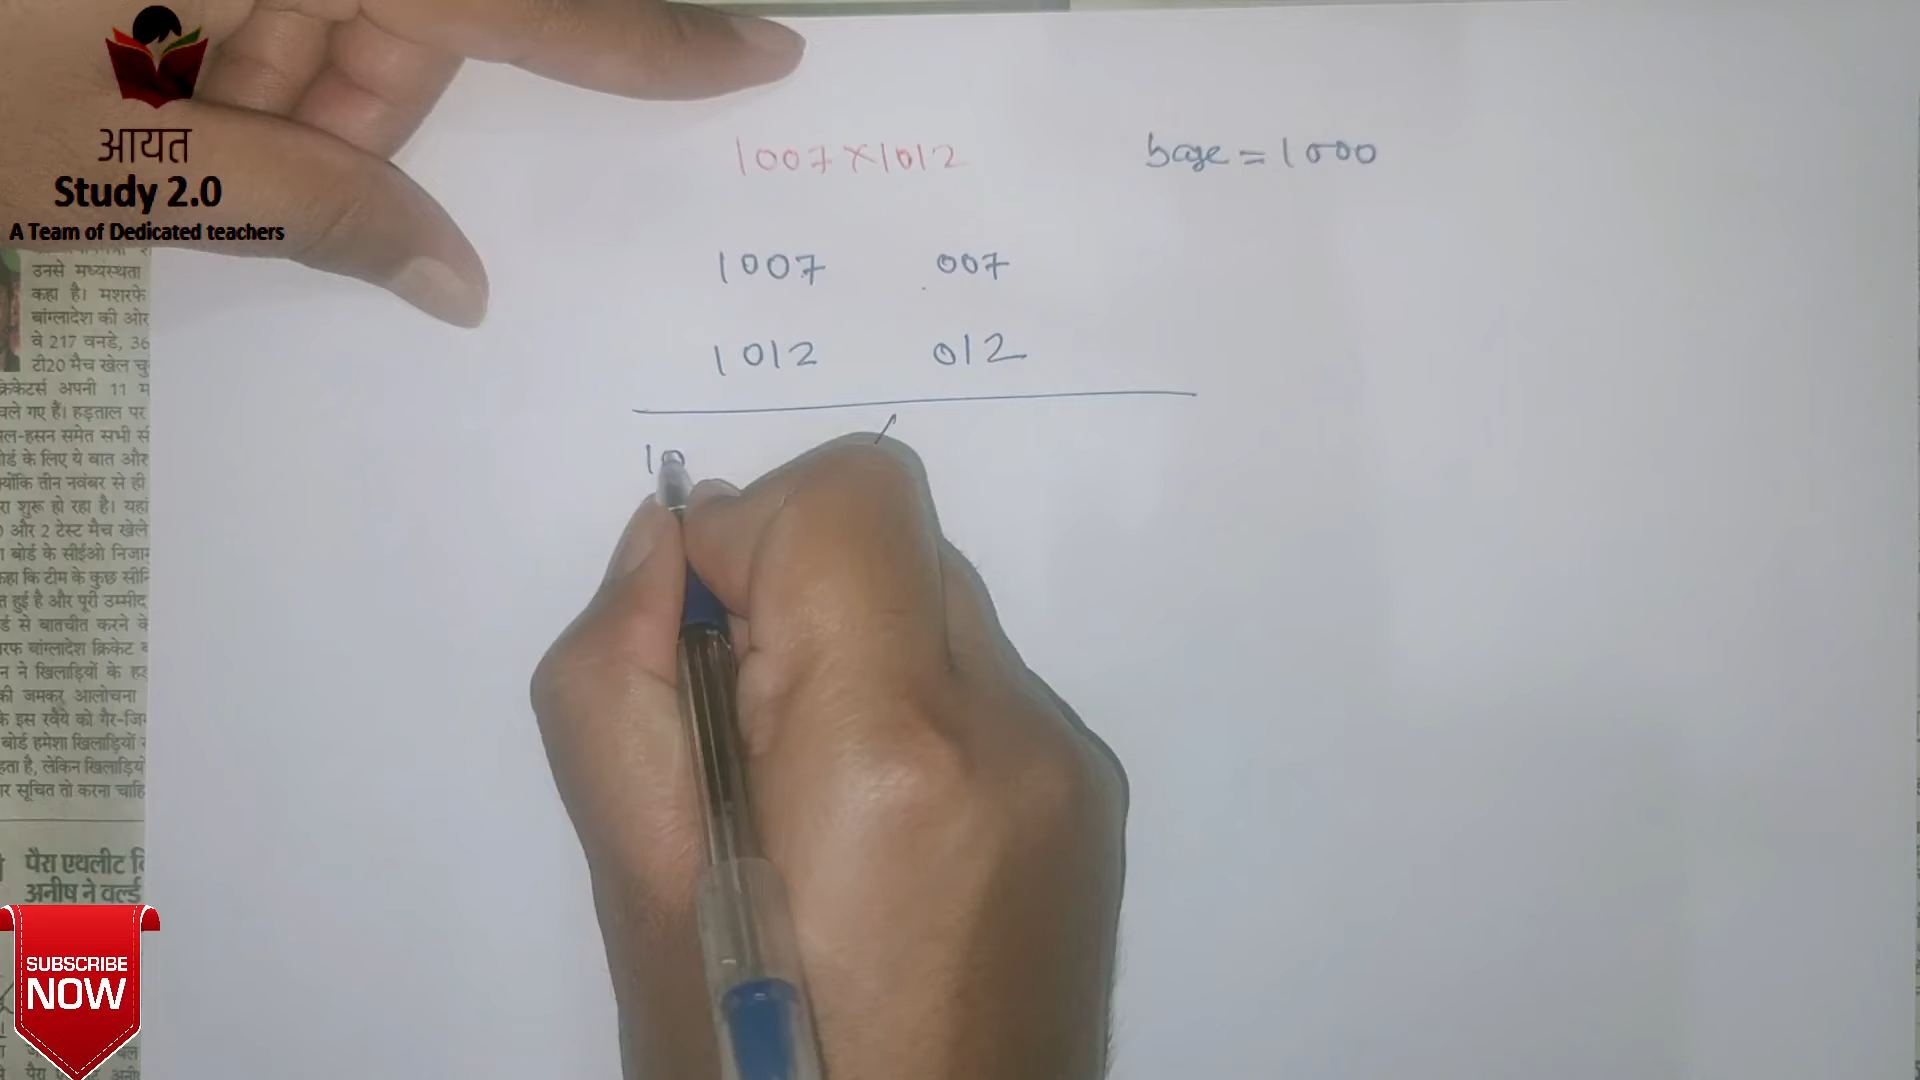 आयत
Study 2.0
A Team of Dedicated teachers
1007×1012 base = 1000
1007 007
1012 012
/
10
उनसे मध्यस्थता
कहा है। मशरफे
बांग्लादेश की ओर
वे 217 वनडे, 36
टी20 मैच खेल चु
क्रिकेटर्स अपनी 11 म
चले गए हैं। हड़ताल पर
ल-हसन समेत सभी सी
र्ड के लिए ये बात और
क्योंकि तीन नवंबर से ही
रा शुरू हो रहा है। यहां
और 2 टेस्ट मैच खेले
बोर्ड के सीईओ निजाम
कहा कि टीम के कुछ सीनि
त हुई है और पूरी उम्मीद
र्ड से बातचीत करने के
रफ बांग्लादेश क्रिकेट ब
न ने खिलाड़ियों के हड़
की जमकर आलोचना
के इस रवैये को गैर-जि
बोर्ड हमेशा खिलाड़ियों
हता है, लेकिन खिलाड़ियों
र सूचित तो करना चाहि
पैरा एथलीट
अनीष ने वर्ल्ड
SUBSCRIBE
NOW